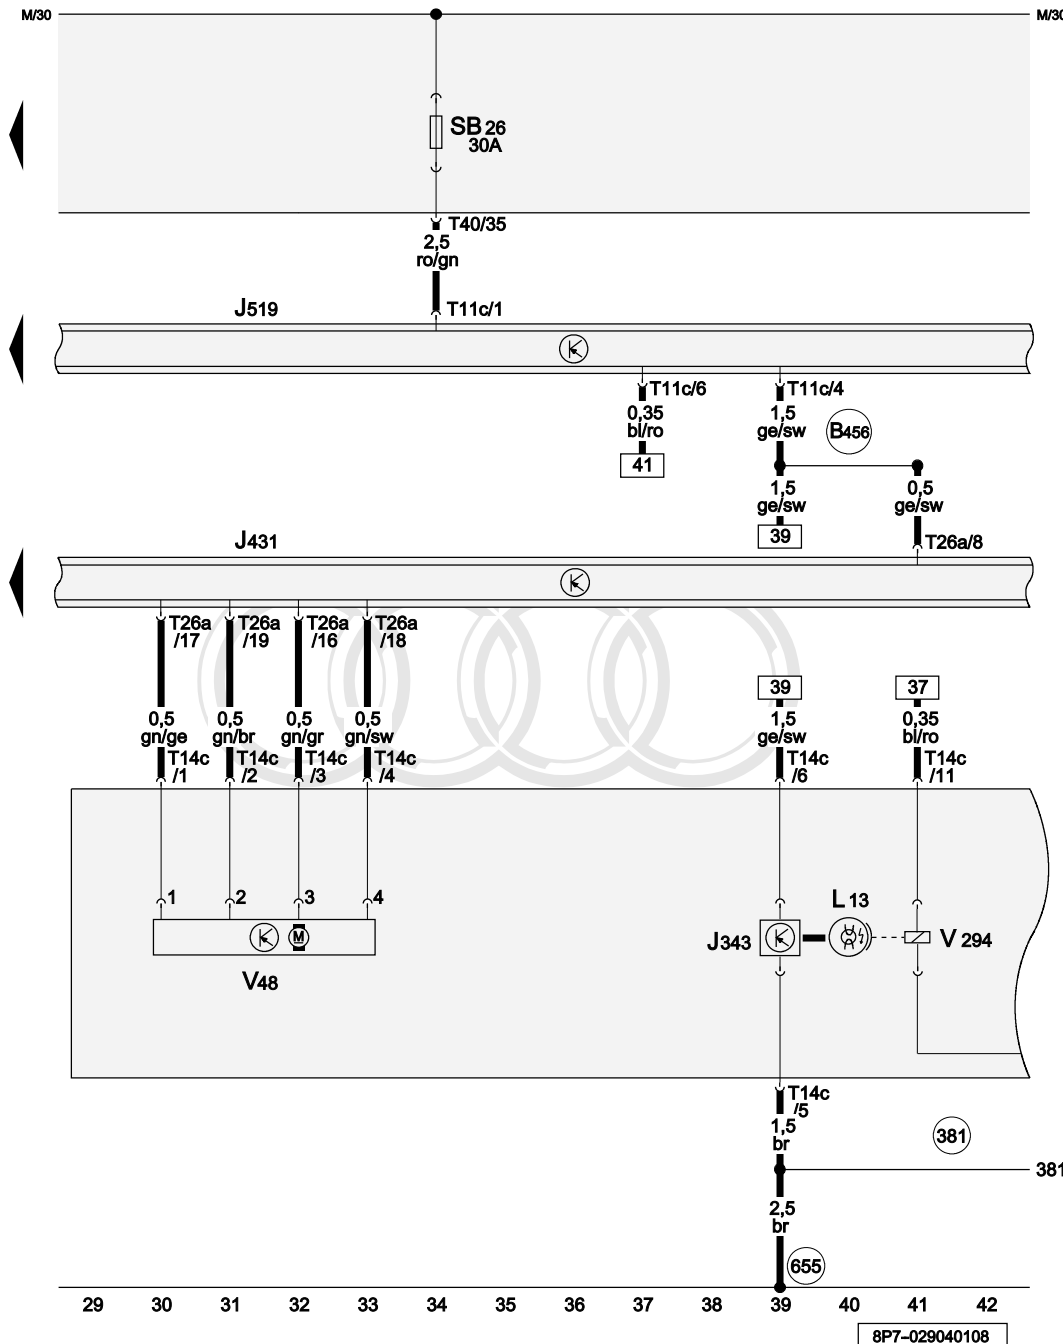 M/30 M/30
SB 26
30A
T40/35
2,5
ro/gn
J519 T11c/1
T11c/6 T11c/4
0,35 1,5
bl/ro ge/sw B456
41
1,5 0,5
ge/sw ge/sw
39
J431 T26a/8
T26a T26a T26a T26a
/17 /19 /16 /18
39 37
0,5 0,5 0,5 0,5 1,5 0,35
gn/ge gn/br gn/gr gn/sw ge/sw bl/ro
T14c T14c T14c T14c T14c T14c
/1 /2 /3 /4 /6 /11
1 2 3 4
L 13
M J343 V 294
V48
T14c
/5
1,5
br
381
381
2,5
br
655
29 30 31 32 33 34 35 36 37 38 39 40 41 42
8P7-029040108